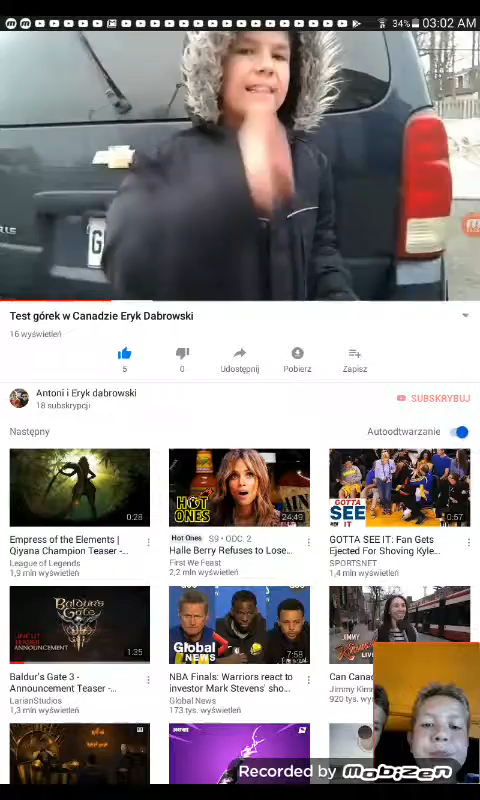 34% 03:02 AM
G
Test górek w Canadzie Eryk Dabrowski
16 wyświetleń
5 0 Udostępnij Pobierz Zapisz
Antoni i Eryk dabrowski
18 subskrypcji
SUBSKRYBUJ
Następny
Autoodtwarzanie
0:28
HOT ONES
24:49
GOTTA SEE IT
0:57
Empress of the Elements |
Qiyana Champion Teaser -...
League of Legends
1,9 mln wyświetleń
Hot Ones S9 • ODC. 2
Halle Berry Refuses to Lose...
First We Feast
2,2 mln wyświetleń
GOTTA SEE IT: Fan Gets
Ejected For Shoving Kyle...
SPORTSNET
1,4 mln wyświetleń
BALDUR'S GATE
ANNOUNCEMENT
1:35
Global NEWS
7:58
JIMMY
Baldur's Gate 3 -
Announcement Teaser -...
LarianStudios
1,3 mln wyświetleń
NBA Finals: Warriors react to
investor Mark Stevens' sho...
Global News
173 tys. wyświetleń
Can Cana
Jimmy Kim
920 tys.
Recorded by Mobizen